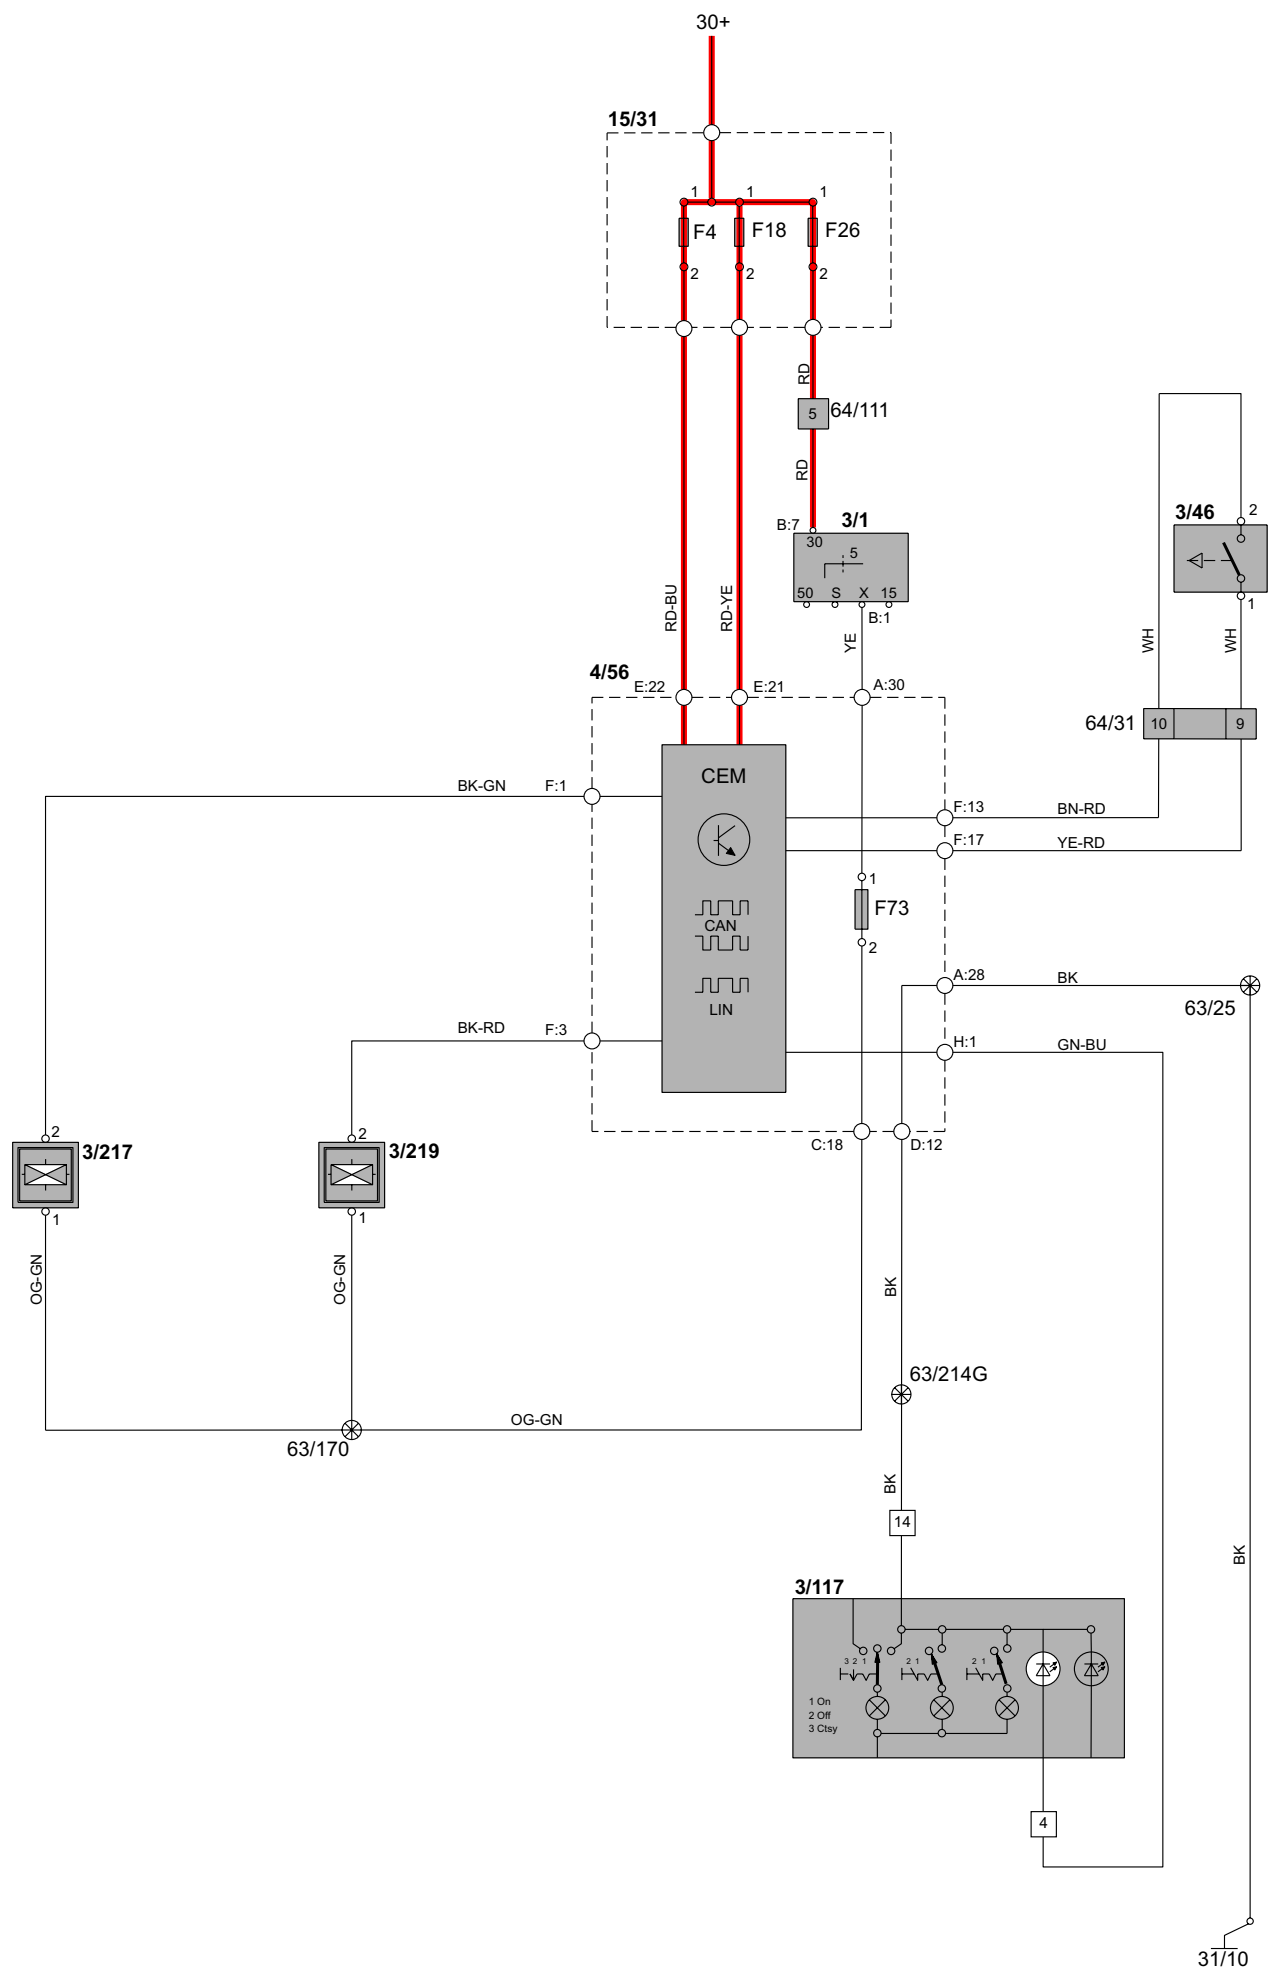 30+
15/31
1
1
1
F4
F18
F26
2
2
2
RD
5
64/111
RD
B:7
3/1
30
5
50 S X 15
B:1
3/46
2
1
RD-BU
RD-YE
YE
WH
WH
4/56
E:22
E:21
A:30
64/31
10
9
CEM
BK-GN
F:1
F:13
BN-RD
F:17
YE-RD
1
F73
2
CAN
LIN
A:28
BK
63/25
BK-RD
F:3
H:1
GN-BU
2
3/217
1
2
3/219
1
C:18
D:12
OG-GN
OG-GN
BK
63/214G
OG-GN
63/170
BK
14
BK
3/117
3 2 1
2 1
2 1
1 On
2 Off
3 Ctsy
4
31/10